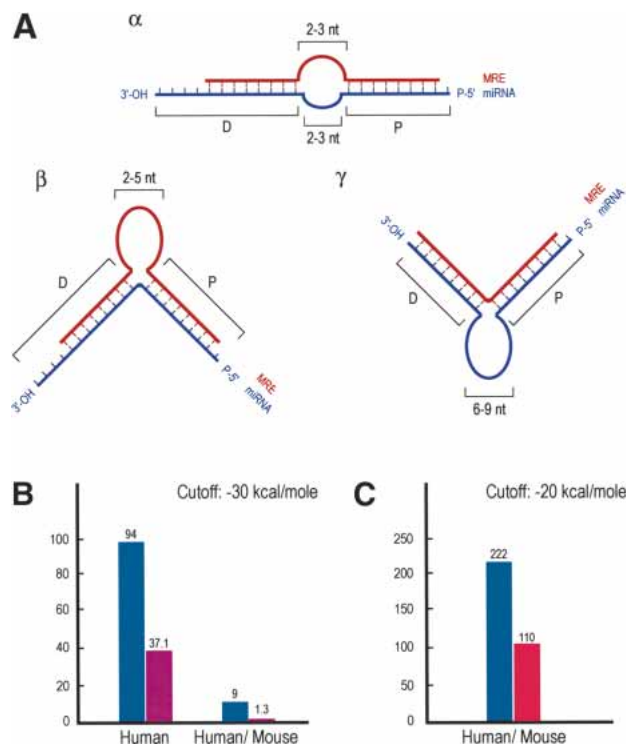 A
α
2-3 nt
MRE
3'-OH
P-5' miRNA
D
2-3 nt
P
β
2-5 nt
D
P
P-5' miRNA
MRE
3'-OH
γ
MRE
P-5' miRNA
3'-OH
D
P
6-9 nt
B
Cutoff: -30 kcal/mole
100
80
60
40
20
0
94
37.1
9
1.3
Human
Human/ Mouse
C
Cutoff: -20 kcal/mole
250
200
150
100
50
0
222
110
Human/ Mouse